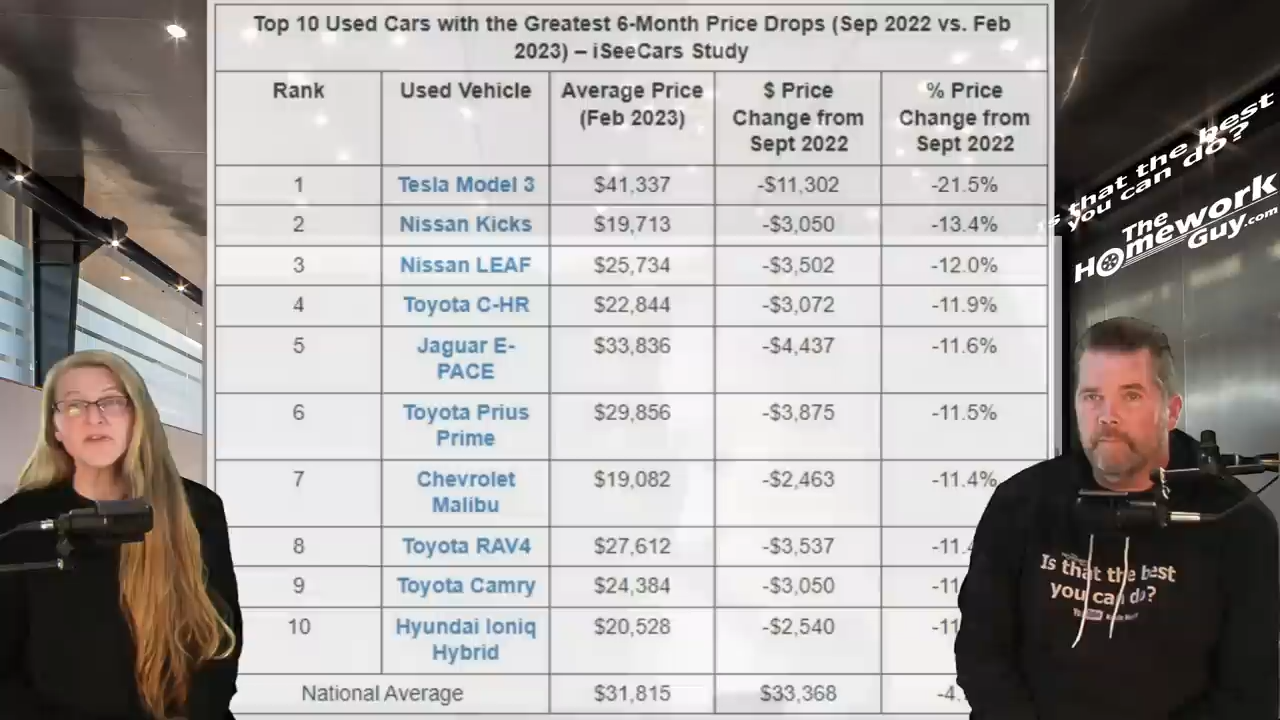 Top 10 Used Cars with the Greatest 6-Month Price Drops (Sep 2022 vs. Feb
2023) – iSeeCars Study
Rank Used Vehicle Average Price (Feb 2023) $ Price Change from Sept 2022 % Price Change from Sept 2022
1 Tesla Model 3 $41,337 -$11,302 -21.5%
2 Nissan Kicks $19,713 -$3,050 -13.4%
3 Nissan LEAF $25,734 -$3,502 -12.0%
4 Toyota C-HR $22,844 -$3,072 -11.9%
5 Jaguar E-PACE $33,836 -$4,437 -11.6%
6 Toyota Prius Prime $29,856 -$3,875 -11.5%
7 Chevrolet Malibu $19,082 -$2,463 -11.4%
8 Toyota RAV4 $27,612 -$3,537 -11.4
9 Toyota Camry $24,384 -$3,050 -11
10 Hyundai Ioniq Hybrid $20,528 -$2,540 -11
National Average $31,815 $33,368 -4.
Is that the best
you can do?
The
Homework
Guy.com
Is that the best
you can do?